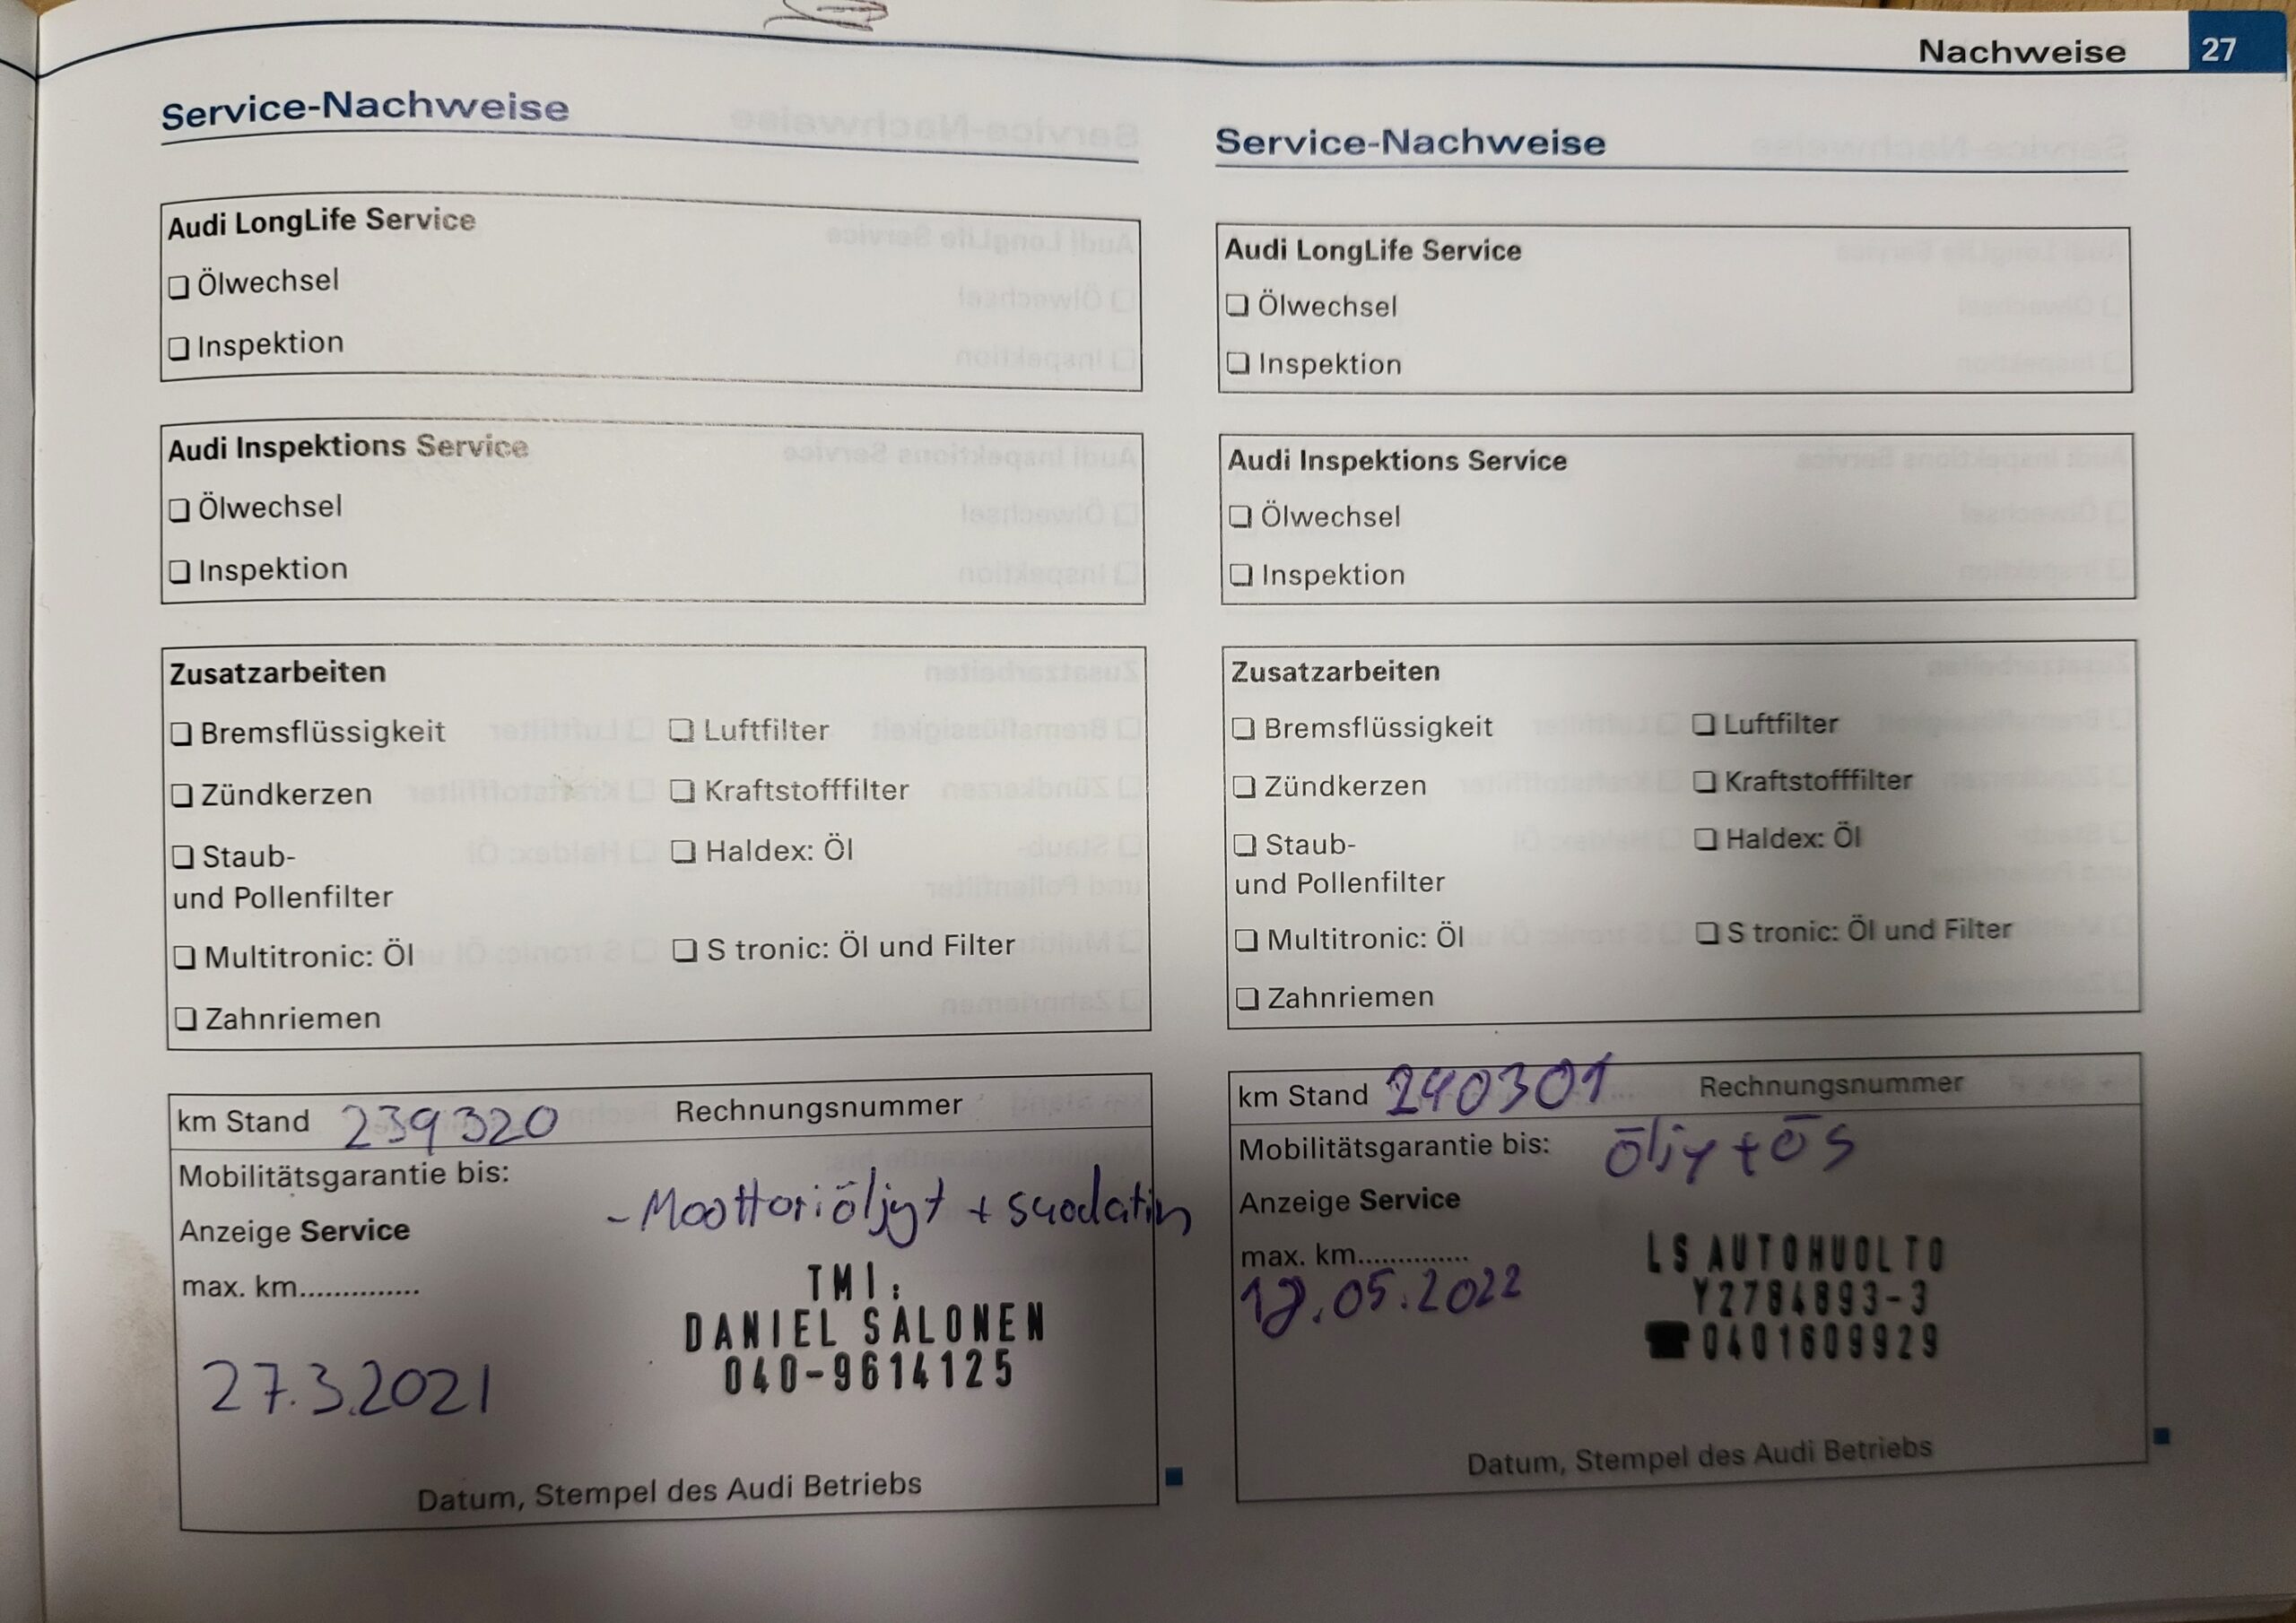 Nachweise 27
Service-Nachweise
Audi LongLife Service
❏ Ölwechsel
❏ Inspektion
Audi Inspektions Service
❏ Ölwechsel
❏ Inspektion
Zusatzarbeiten
❏ Bremsflüssigkeit ❏ Luftfilter
❏ Zündkerzen ❏ Kraftstofffilter
❏ Staub- ❏ Haldex: Öl
und Pollenfilter
❏ Multitronic: Öl ❏ S tronic: Öl und Filter
❏ Zahnriemen
km Stand 239320 Rechnungsnummer
Mobilitätsgarantie bis:
- Moottoriöljyt + suodatin
Anzeige Service
max. km..............
TMI:
DANIEL SALONEN
040-9614125
27.3.2021
Datum, Stempel des Audi Betriebs
Service-Nachweise
Audi LongLife Service
❏ Ölwechsel
❏ Inspektion
Audi Inspektions Service
❏ Ölwechsel
❏ Inspektion
Zusatzarbeiten
❏ Bremsflüssigkeit ❏ Luftfilter
❏ Zündkerzen ❏ Kraftstofffilter
❏ Staub- ❏ Haldex: Öl
und Pollenfilter
❏ Multitronic: Öl ❏ S tronic: Öl und Filter
❏ Zahnriemen
km Stand 240301 Rechnungsnummer
Mobilitätsgarantie bis: öljy + ös
Anzeige Service
max. km..............
.05.2022
LS AUTOHUOLTO
Y2784893-3
☎0401609929
Datum, Stempel des Audi Betriebs